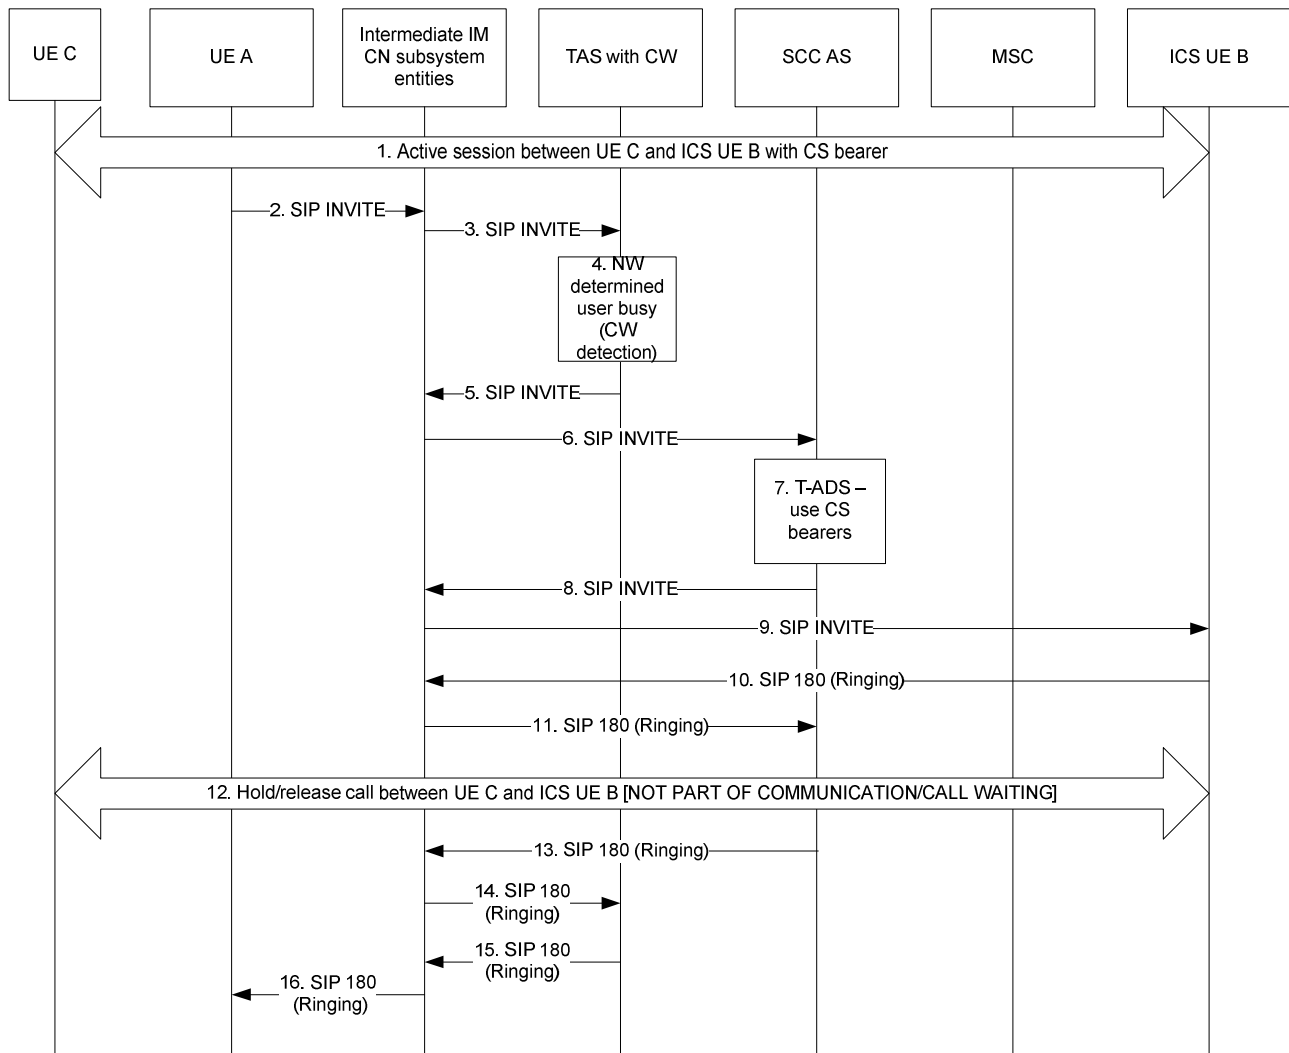 UE C
UE A
Intermediate IM
CN subsystem
entities
TAS with CW
SCC AS
MSC
ICS UE B
1. Active session between UE C and ICS UE B with CS bearer
2. SIP INVITE
3. SIP INVITE
4. NW
determined
user busy
(CW
detection)
5. SIP INVITE
6. SIP INVITE
7. T-ADS –
use CS
bearers
8. SIP INVITE
9. SIP INVITE
10. SIP 180 (Ringing)
11. SIP 180 (Ringing)
12. Hold/release call between UE C and ICS UE B [NOT PART OF COMMUNICATION/CALL WAITING]
13. SIP 180 (Ringing)
14. SIP 180
(Ringing)
15. SIP 180
(Ringing)
16. SIP 180
(Ringing)